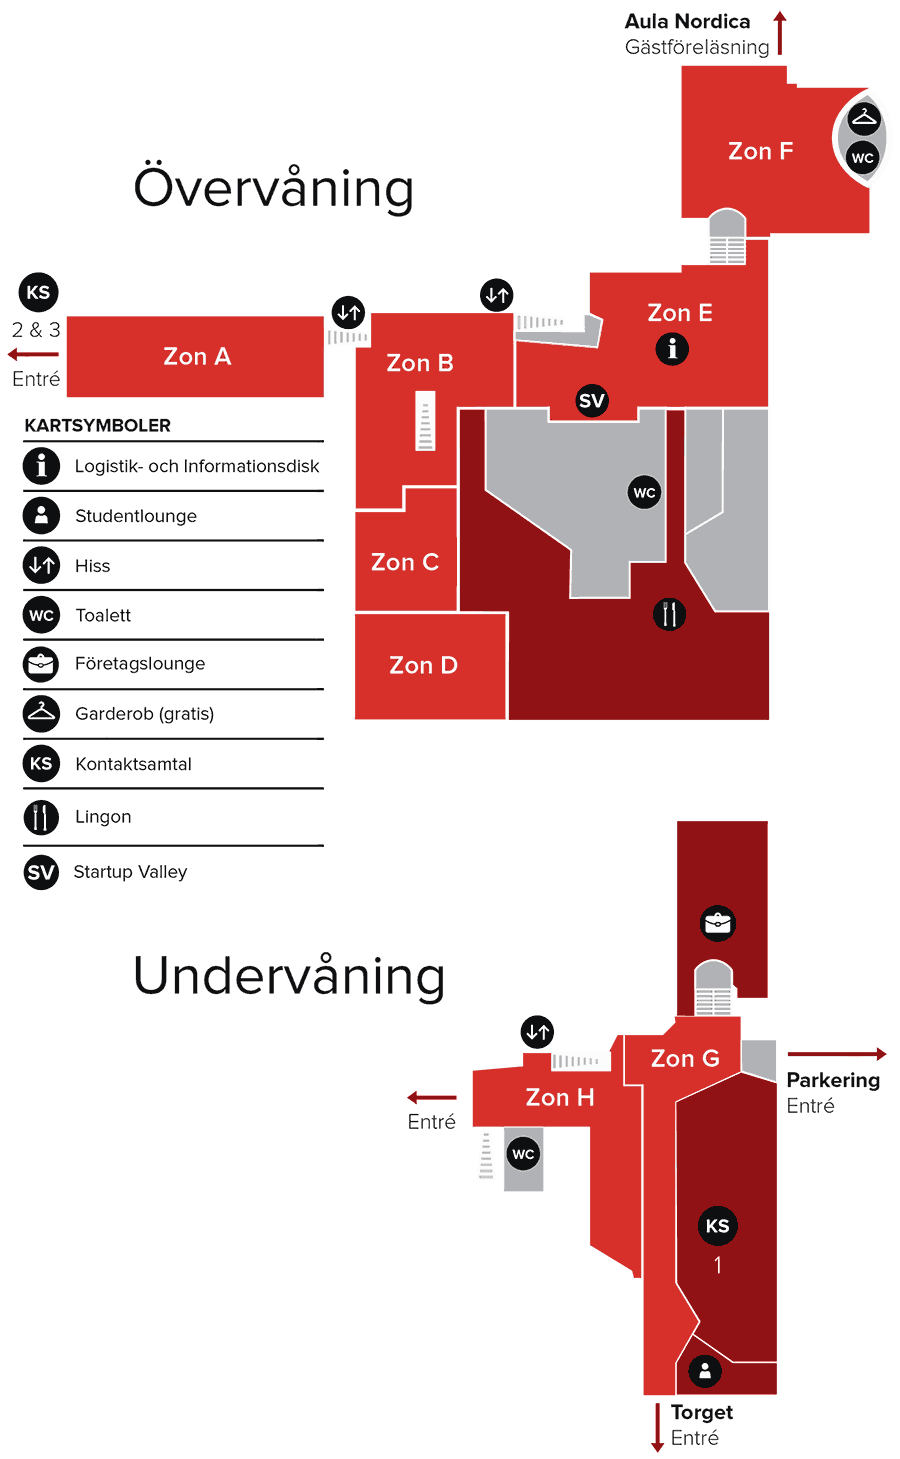 Aula Nordica
Gästföreläsning
Zon F
WC
Övervåning
KS
2 & 3
Entré
Zon A
Zon B
Zon E
SV
WC
Zon C
Zon D
KARTSYMBOLER
Logistik- och Informationsdisk
Studentlounge
Hiss
WC Toalett
Företagslounge
Garderob (gratis)
KS Kontaktsamtal
Lingon
SV Startup Valley
Undervåning
Zon G
Zon H
Parkering
Entré
Entré
WC
KS
1
Torget
Entré